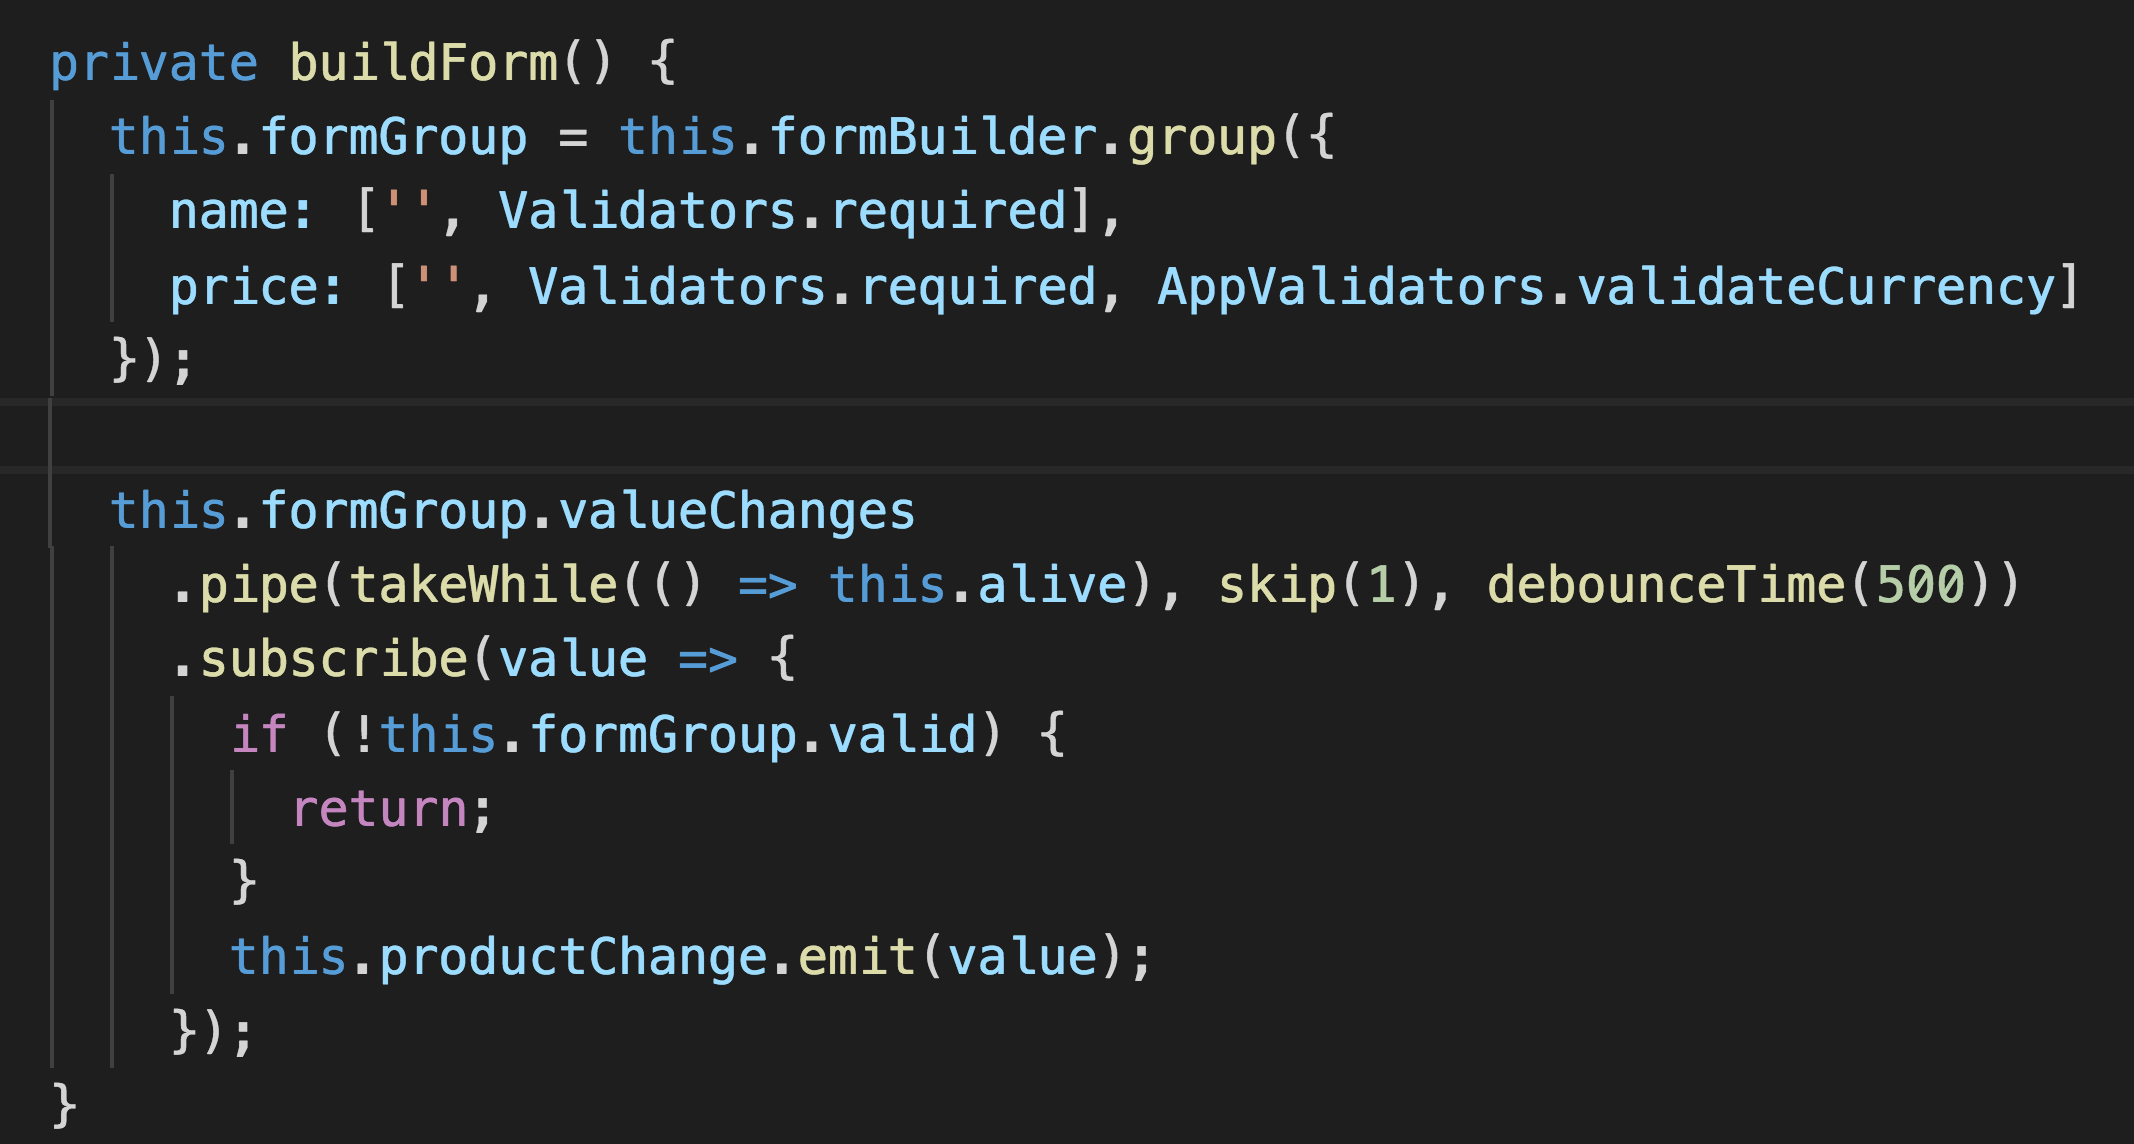 private buildForm() {
  this.formGroup = this.formBuilder.group({
    name: ['', Validators.required],
    price: ['', Validators.required, AppValidators.validateCurrency]
  });

  this.formGroup.valueChanges
    .pipe(takeWhile(() => this.alive), skip(1), debounceTime(500))
    .subscribe(value => {
      if (!this.formGroup.valid) {
        return;
      }
      this.productChange.emit(value);
    });
}